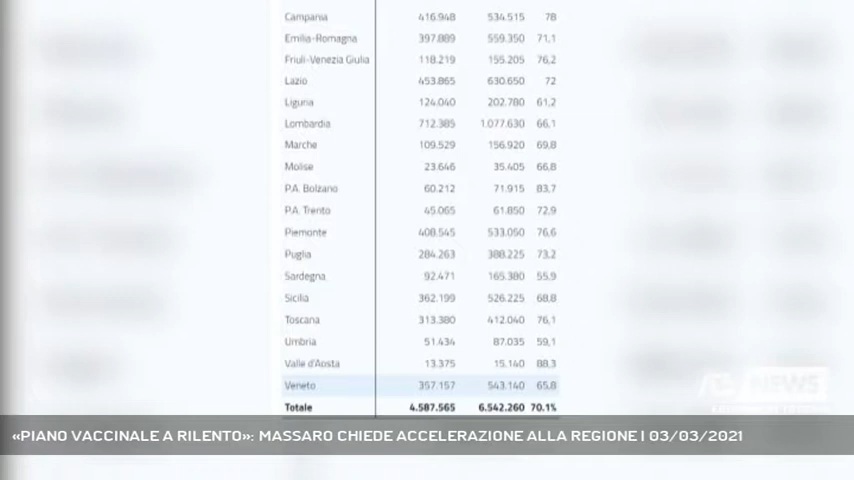 Campania 416.948 534.515 78
Emilia-Romagna 397.889 559.350 71,1
Friuli-Venezia Giulia 118.219 155.205 76,2
Lazio 453.865 630.650 72
Liguria 124.040 202.780 61,2
Lombardia 712.385 1.077.630 66,1
Marche 109.529 156.920 69,8
Molise 23.646 35.405 66,8
P.A. Bolzano 60.212 71.915 83,7
P.A. Trento 45.065 61.850 72,9
Piemonte 408.545 533.050 76,6
Puglia 284.263 388.225 73,2
Sardegna 92.471 165.380 55,9
Sicilia 362.199 526.225 68,8
Toscana 313.380 412.040 76,1
Umbria 51.434 87.035 59,1
Valle d'Aosta 13.375 15.140 88,3
Veneto 357.157 543.140 65,8
Totale 4.587.565 6.542.260 70.1%
NEWS
«PIANO VACCINALE A RILENTO»: MASSARO CHIEDE ACCELERAZIONE ALLA REGIONE | 03/03/2021